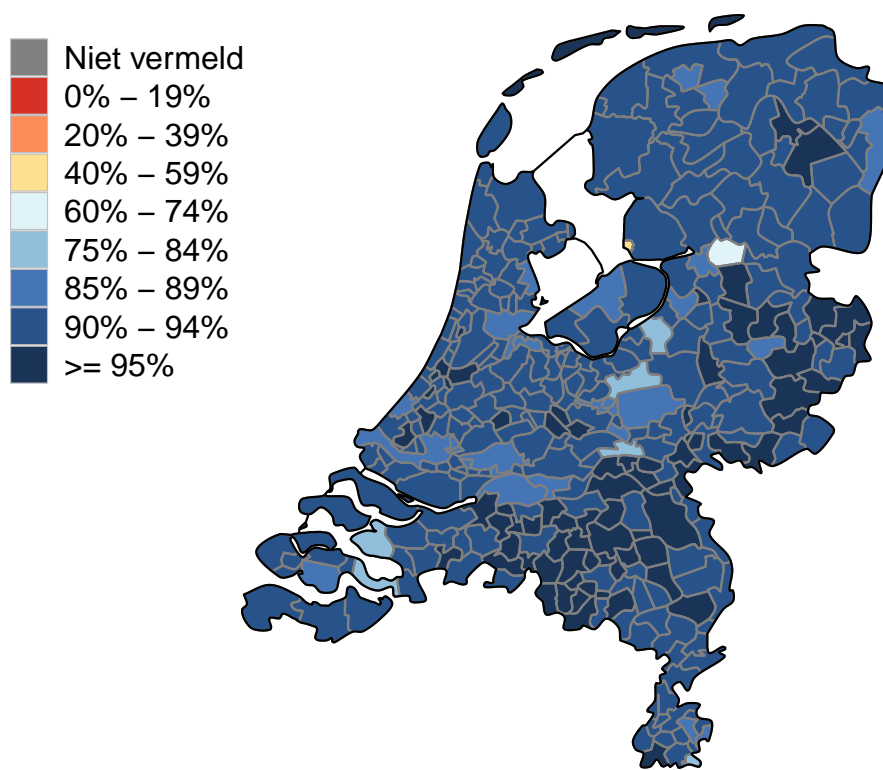 Niet vermeld
0% – 19%
20% – 39%
40% – 59%
60% – 74%
75% – 84%
85% – 89%
90% – 94%
>= 95%